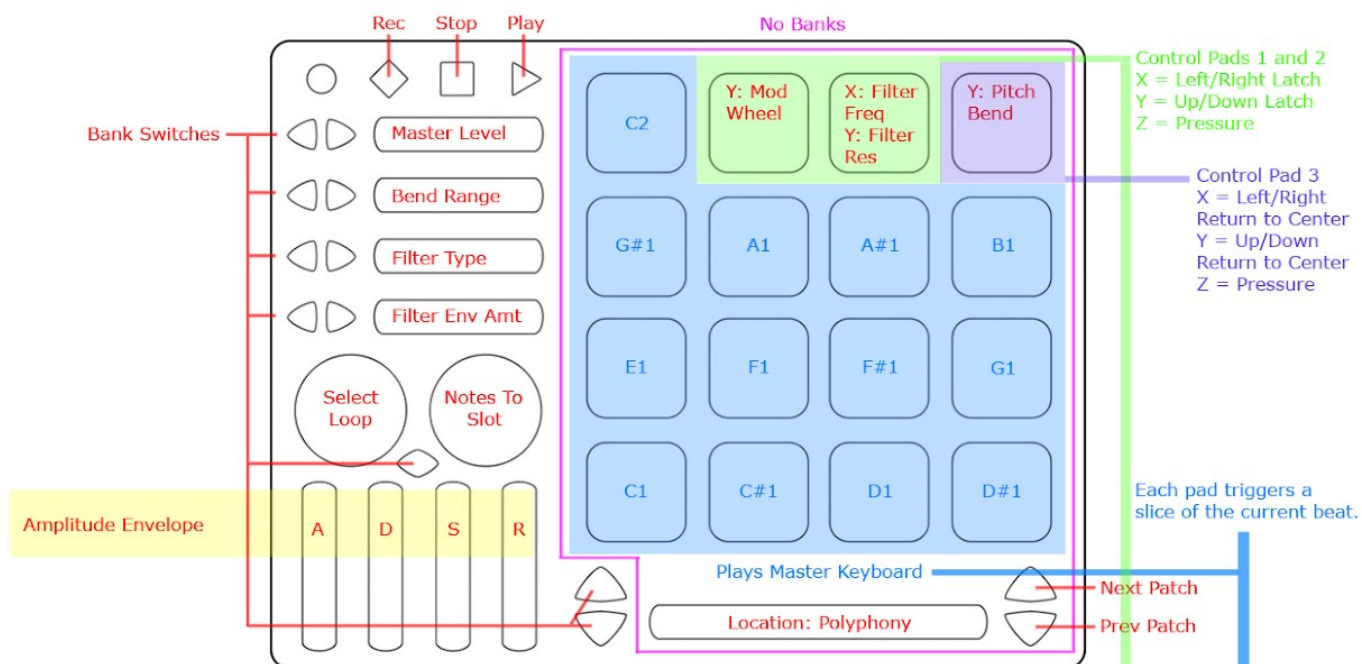 Rec
Stop
Play
No Banks
Bank Switches
Master Level
Bend Range
Filter Type
Filter Env Amt
Select
Loop
Notes To
Slot
Amplitude Envelope
A
D
S
R
C2
Y: Mod
Wheel
X: Filter
Freq
Y: Filter
Res
Y: Pitch
Bend
G#1
A1
A#1
B1
E1
F1
F#1
G1
C1
C#1
D1
D#1
Plays Master Keyboard
Location: Polyphony
Next Patch
Prev Patch
Control Pads 1 and 2
X = Left/Right Latch
Y = Up/Down Latch
Z = Pressure
Control Pad 3
X = Left/Right
Return to Center
Y = Up/Down
Return to Center
Z = Pressure
Each pad triggers a
slice of the current beat.